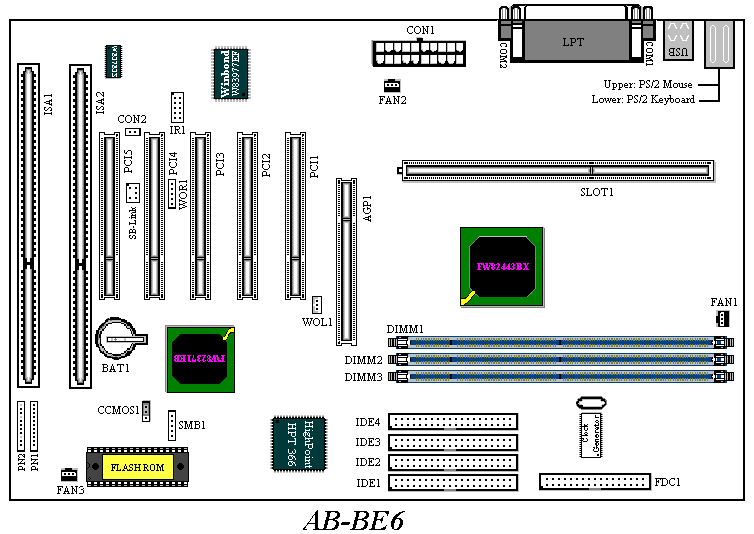 CON1
COM2
LPT
COM1
USB
Upper: PS/2 Mouse
Lower: PS/2 Keyboard
FAN2
ISA1
ISA2
Winbond
W83977EF
IR1
CON2
PCI5
PCI4
PCI3
PCI2
PCI1
WOR1
SB-Link
AGP1
SLOT1
FW82443BX
WOL1
FAN1
BAT1
FW82371EB
DIMM1
DIMM2
DIMM3
CCMOS1
SMB1
PN2
PN1
FAN3
FLASH ROM
HighPoint
HPT 366
IDE4
IDE3
IDE2
IDE1
Clock
Generator
FDC1
AB-BE6